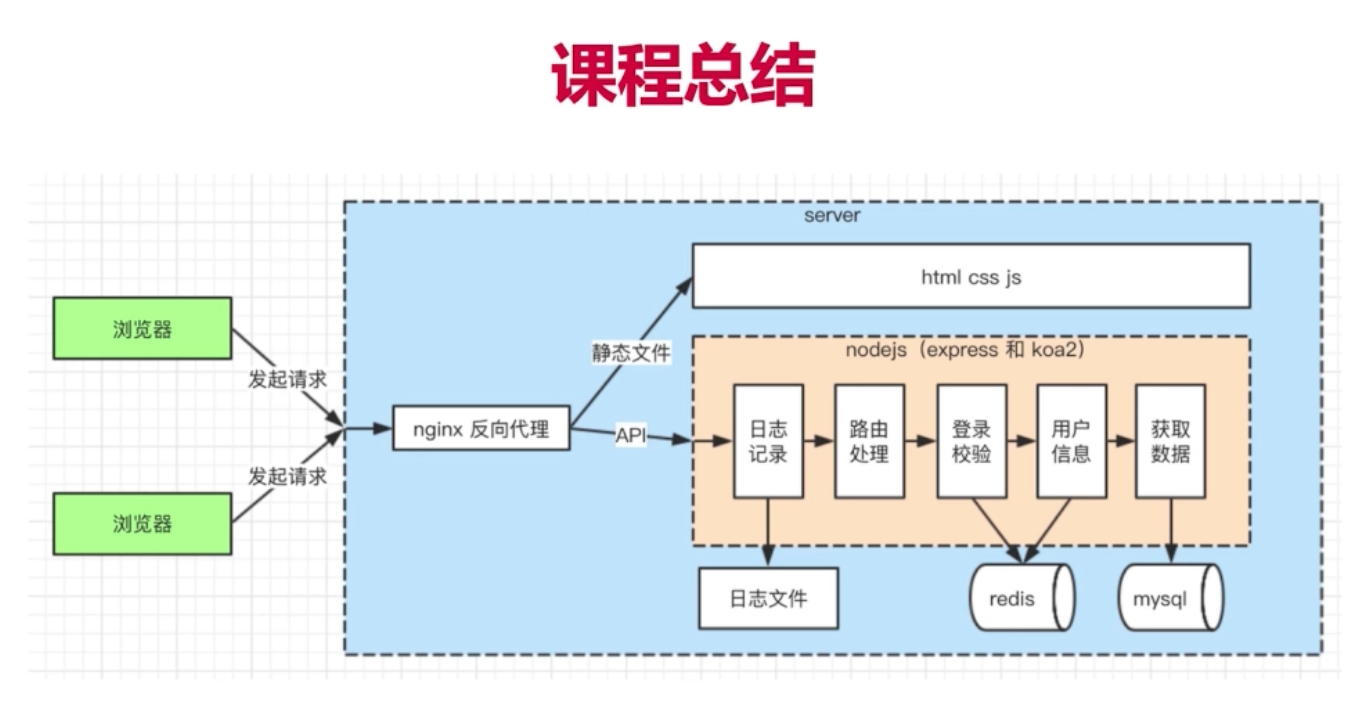 课程总结
server
html css js
浏览器
发起请求
静态文件
nodejs（express 和 koa2）
nginx 反向代理
API
日志
记录
路由
处理
登录
校验
用户
信息
获取
数据
发起请求
浏览器
日志文件
redis
mysql